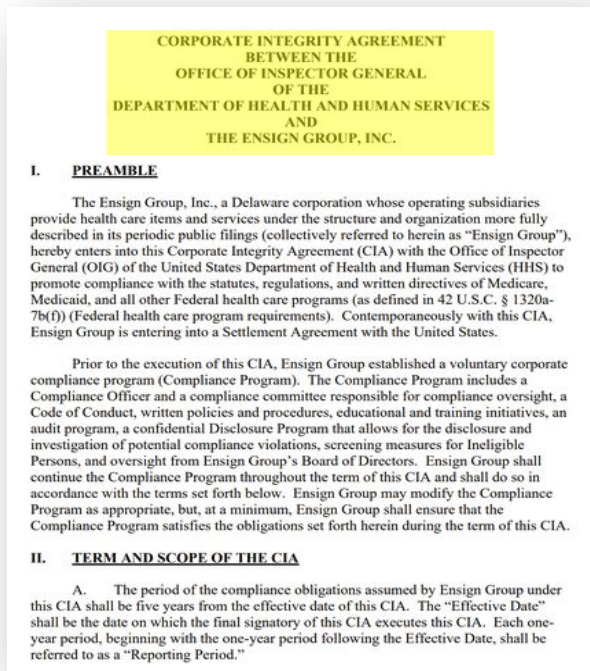 CORPORATE INTEGRITY AGREEMENT
BETWEEN THE
OFFICE OF INSPECTOR GENERAL
OF THE
DEPARTMENT OF HEALTH AND HUMAN SERVICES
AND
THE ENSIGN GROUP, INC.
I. PREAMBLE
The Ensign Group, Inc., a Delaware corporation whose operating subsidiaries
provide health care items and services under the structure and organization more fully
described in its periodic public filings (collectively referred to herein as “Ensign Group”),
hereby enters into this Corporate Integrity Agreement (CIA) with the Office of Inspector
General (OIG) of the United States Department of Health and Human Services (HHS) to
promote compliance with the statutes, regulations, and written directives of Medicare,
Medicaid, and all other Federal health care programs (as defined in 42 U.S.C. § 1320a-
7b(f)) (Federal health care program requirements). Contemporaneously with this CIA,
Ensign Group is entering into a Settlement Agreement with the United States.
Prior to the execution of this CIA, Ensign Group established a voluntary corporate
compliance program (Compliance Program). The Compliance Program includes a
Compliance Officer and a compliance committee responsible for compliance oversight, a
Code of Conduct, written policies and procedures, educational and training initiatives, an
audit program, a confidential Disclosure Program that allows for the disclosure and
investigation of potential compliance violations, screening measures for Ineligible
Persons, and oversight from Ensign Group’s Board of Directors. Ensign Group shall
continue the Compliance Program throughout the term of this CIA and shall do so in
accordance with the terms set forth below. Ensign Group may modify the Compliance
Program as appropriate, but, at a minimum, Ensign Group shall ensure that the
Compliance Program satisfies the obligations set forth herein during the term of this CIA.
II. TERM AND SCOPE OF THE CIA
A. The period of the compliance obligations assumed by Ensign Group under
this CIA shall be five years from the effective date of this CIA. The “Effective Date”
shall be the date on which the final signatory of this CIA executes this CIA. Each one-
year period, beginning with the one-year period following the Effective Date, shall be
referred to as a “Reporting Period.”